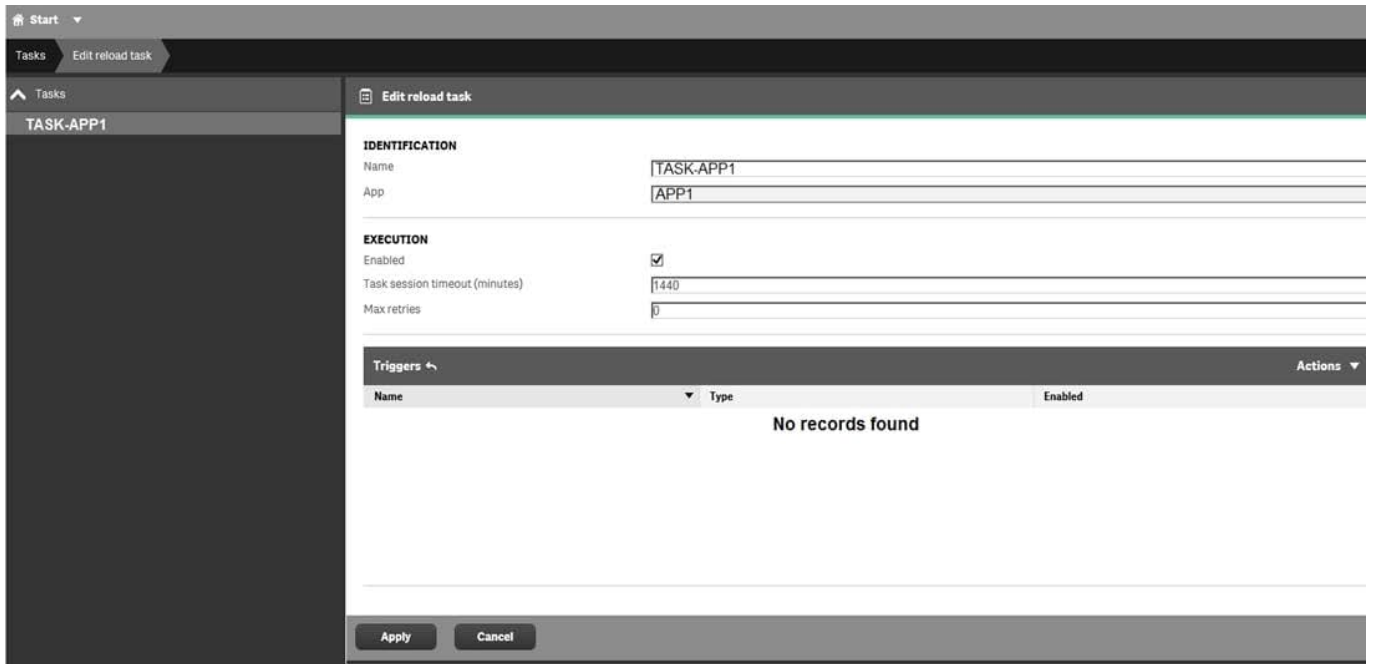 Start
Tasks Edit reload task
Tasks
TASK-APP1
Edit reload task
IDENTIFICATION
Name TASK-APP1
App APP1
EXECUTION
Enabled
Task session timeout (minutes) 1440
Max retries 0
Triggers Actions
Name Type Enabled
No records found
Apply Cancel